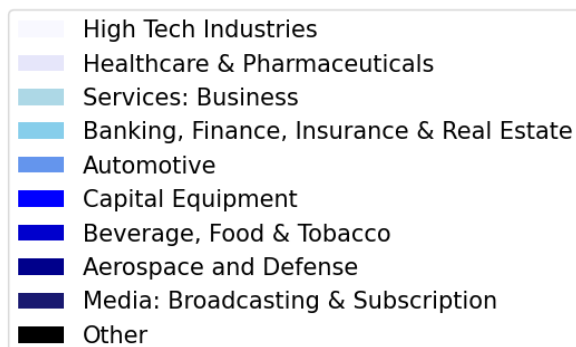 High Tech Industries
Healthcare & Pharmaceuticals
Services: Business
Banking, Finance, Insurance & Real Estate
Automotive
Capital Equipment
Beverage, Food & Tobacco
Aerospace and Defense
Media: Broadcasting & Subscription
Other